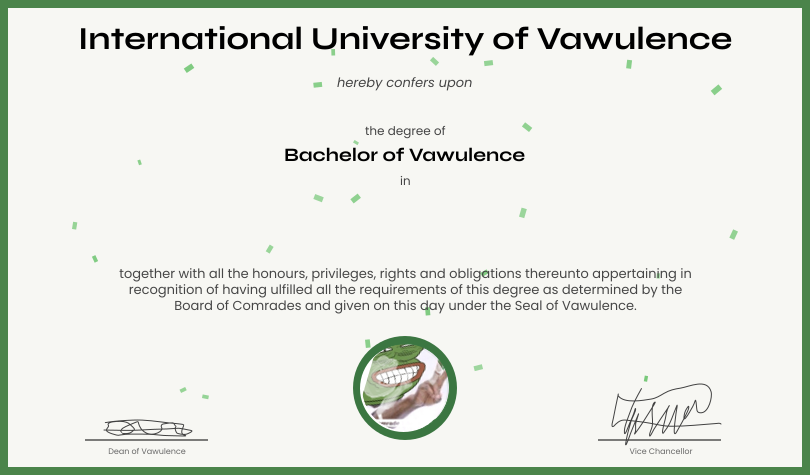 International University of Vawulence
hereby confers upon
the degree of
Bachelor of Vawulence
in
together with all the honours, privileges, rights and obligations thereunto appertaining in
recognition of having ulfilled all the requirements of this degree as determined by the
Board of Comrades and given on this day under the Seal of Vawulence.
Dean of Vawulence
Vice Chancellor